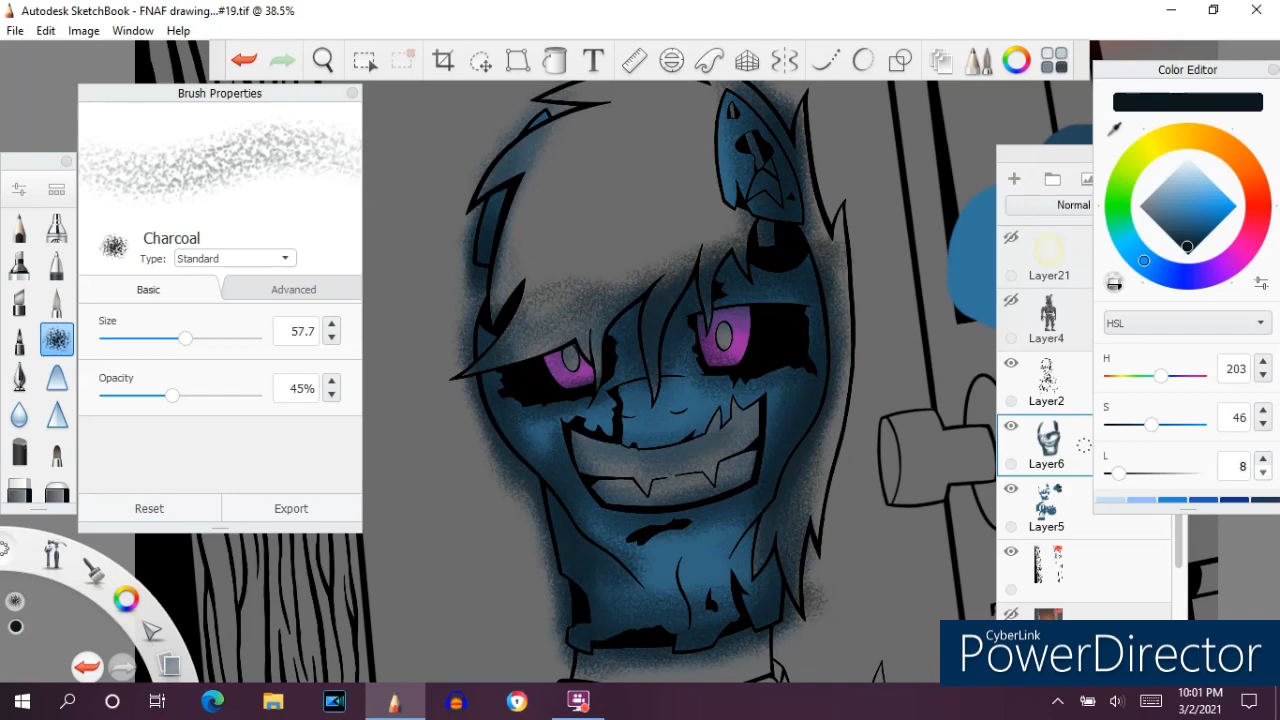 Autodesk SketchBook - FNAF drawing...#19.tif @ 38.5%
File Edit Image Window Help
T
Brush Properties
Color Editor
Charcoal
Type: Standard
Basic Advanced
Size 57.7
Opacity 45%
Reset Export
Normal
Layer21
Layer4
Layer2
Layer6
Layer5
HSL
H 203
S 46
L 8
CyberLink
PowerDirector
10:01 PM
3/2/2021